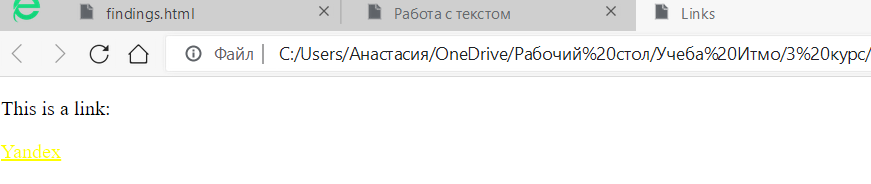 findings.html Работа с текстом Links
Файл C:/Users/Анастасия/OneDrive/Рабочий%20стол/Учеба%20Итмо/3%20курс/
This is a link:
Yandex